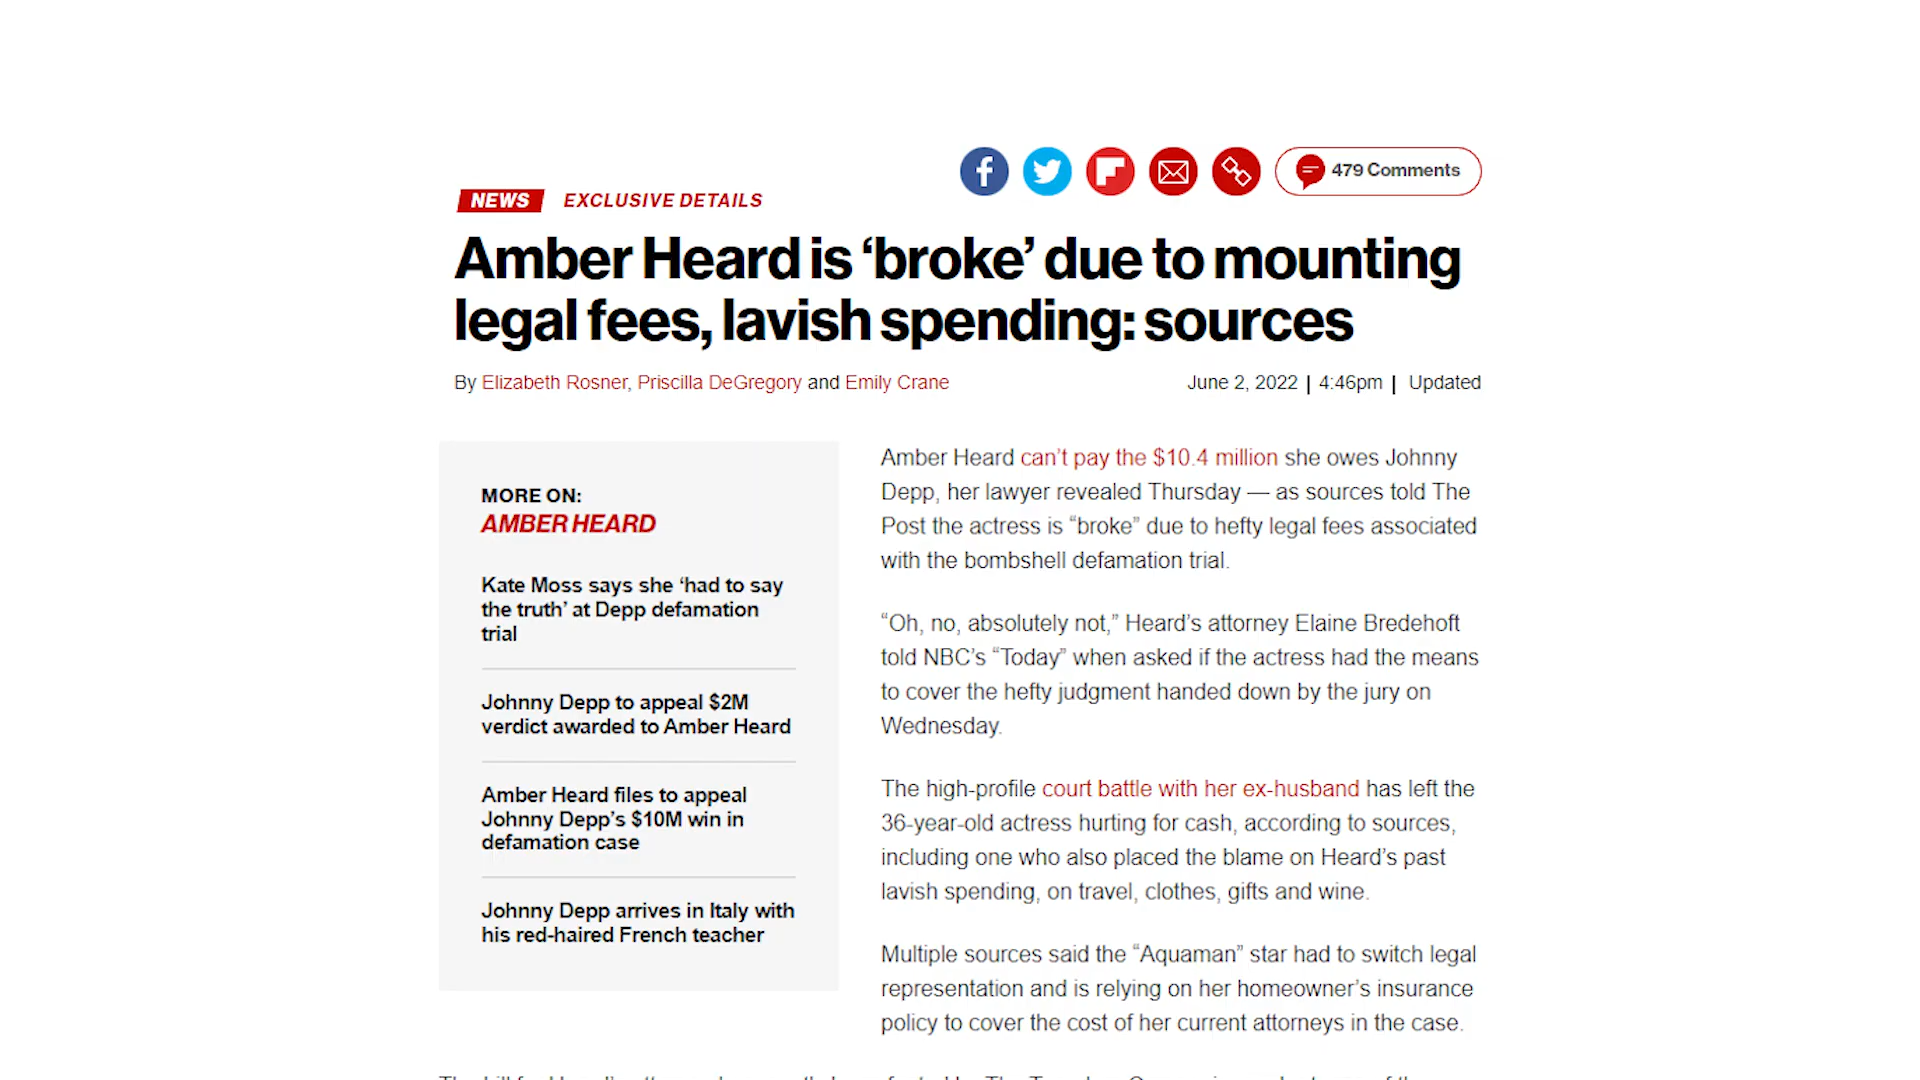 479 Comments
NEWS EXCLUSIVE DETAILS
Amber Heard is ‘broke’ due to mounting
legal fees, lavish spending: sources
By Elizabeth Rosner, Priscilla DeGregory and Emily Crane
June 2, 2022 | 4:46pm | Updated
MORE ON:
AMBER HEARD
Kate Moss says she ‘had to say
the truth’ at Depp defamation
trial
Johnny Depp to appeal $2M
verdict awarded to Amber Heard
Amber Heard files to appeal
Johnny Depp’s $10M win in
defamation case
Johnny Depp arrives in Italy with
his red-haired French teacher
Amber Heard can’t pay the $10.4 million she owes Johnny
Depp, her lawyer revealed Thursday — as sources told The
Post the actress is “broke” due to hefty legal fees associated
with the bombshell defamation trial.
“Oh, no, absolutely not,” Heard’s attorney Elaine Bredehoft
told NBC’s “Today” when asked if the actress had the means
to cover the hefty judgment handed down by the jury on
Wednesday.
The high-profile court battle with her ex-husband has left the
36-year-old actress hurting for cash, according to sources,
including one who also placed the blame on Heard’s past
lavish spending, on travel, clothes, gifts and wine.
Multiple sources said the “Aquaman” star had to switch legal
representation and is relying on her homeowner’s insurance
policy to cover the cost of her current attorneys in the case.